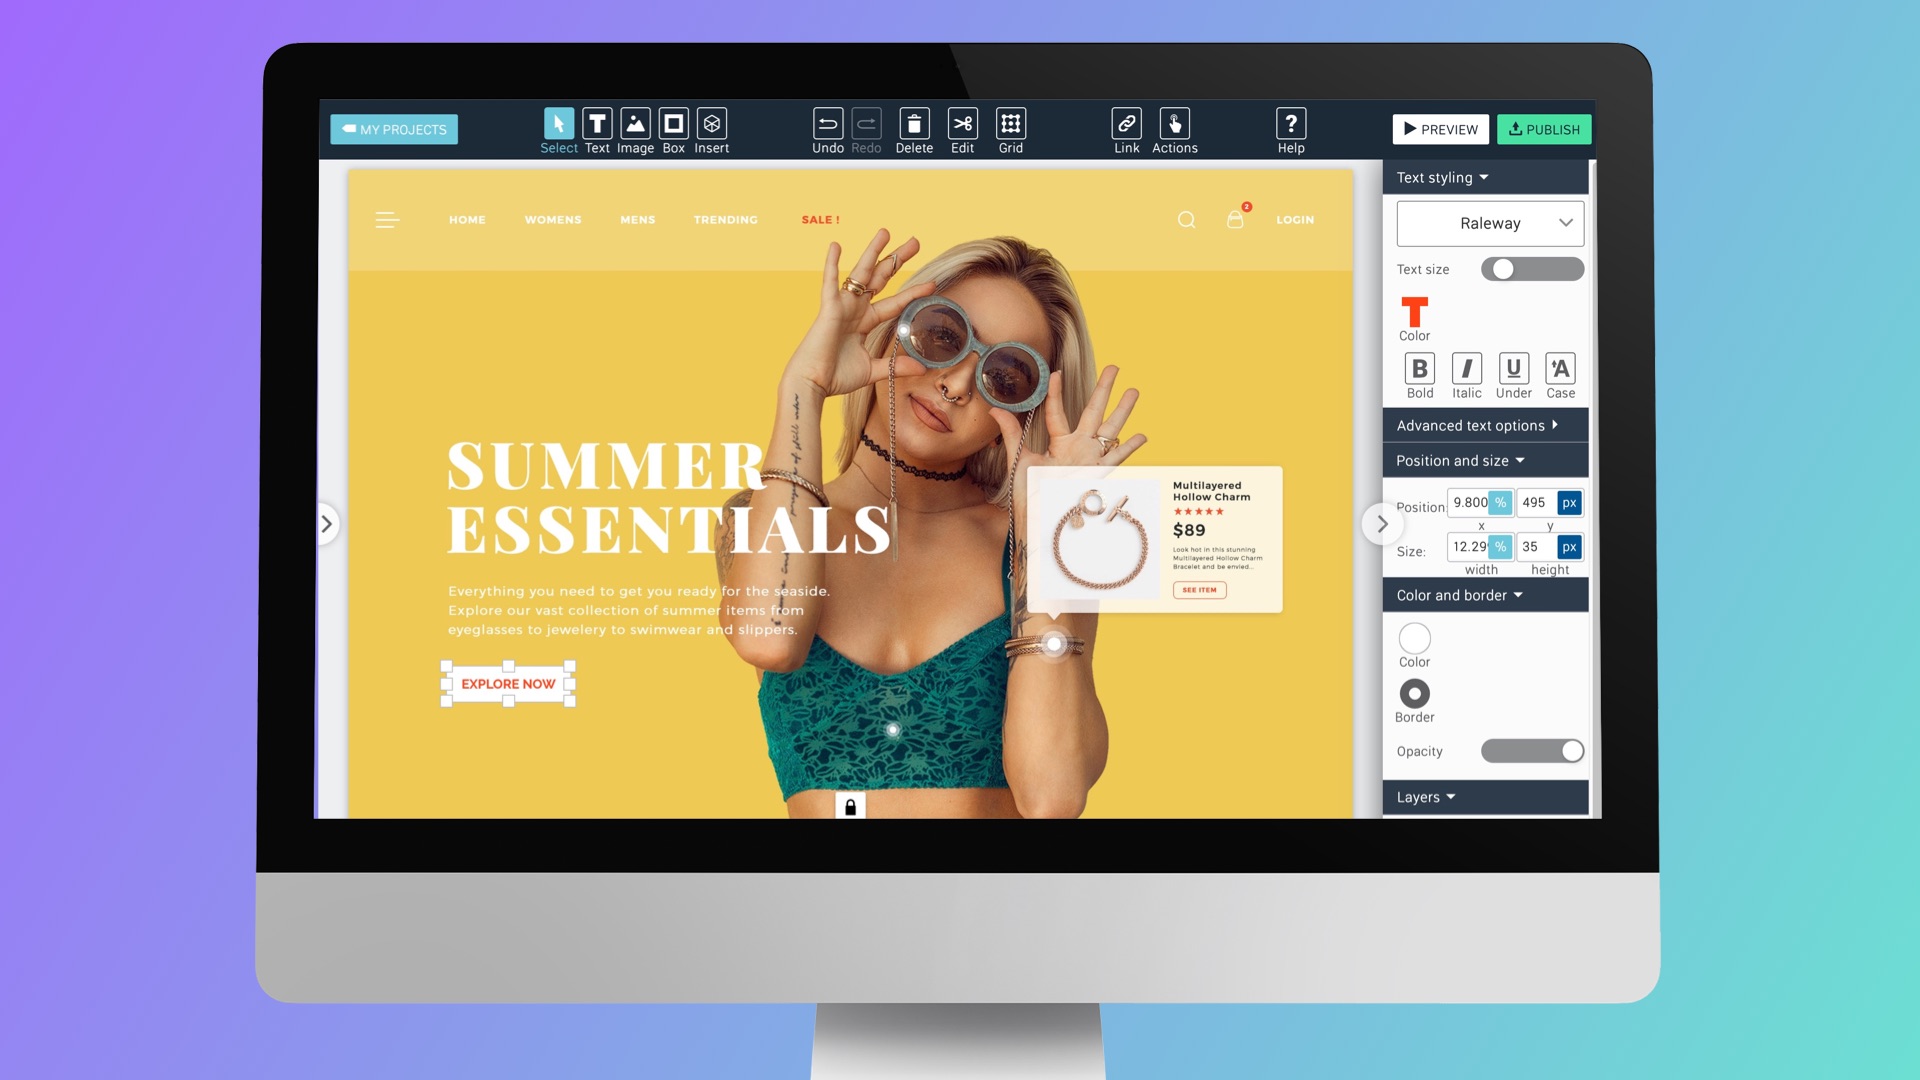 MY PROJECTS
Select Text Image Box Insert
Undo Redo Delete Edit Grid
Link Actions
Help
PREVIEW
PUBLISH
HOME WOMENS MENS TRENDING SALE !
2
LOGIN
SUMMER
ESSENTIALS
Everything you need to get you ready for the seaside.
Explore our vast collection of summer items from
eyeglasses to jewelery to swimwear and slippers.
EXPLORE NOW
Multilayered
Hollow Charm
$89
Look hot in this stunning
Multilayered Hollow Charm
Bracelet and be envied...
SEE ITEM
Text styling
Raleway
Text size
T
Color
B I U A
Bold Italic Under Case
Advanced text options
Position and size
Position: 9.800 % 495 px
x y
Size: 12.29 % 35 px
width height
Color and border
Color
Border
Opacity
Layers